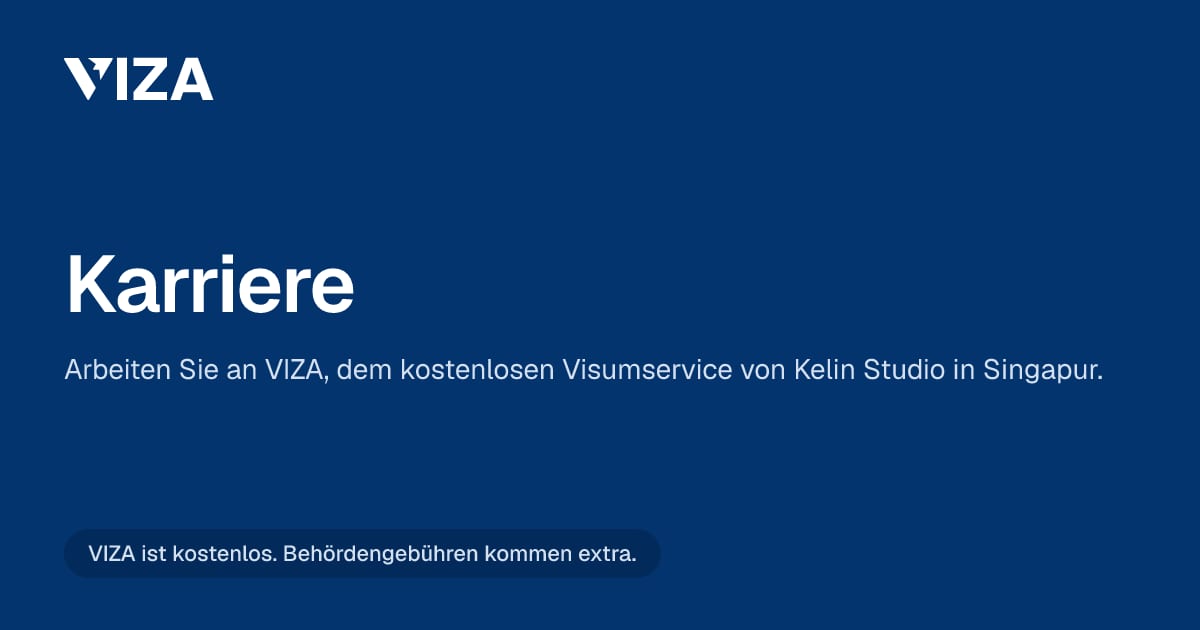 VIZA
Karriere
Arbeiten Sie an VIZA, dem kostenlosen Visumservice von Kelin Studio in Singapur.
VIZA ist kostenlos. Behördengebühren kommen extra.